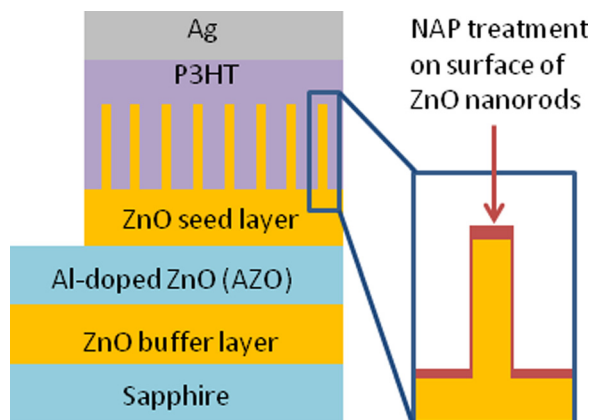 Ag
P3HT
ZnO seed layer
Al-doped ZnO (AZO)
ZnO buffer layer
Sapphire
NAP treatment
on surface of
ZnO nanorods